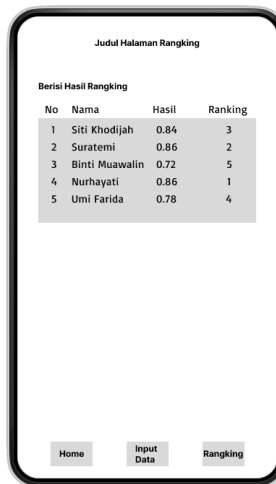 Judul Halaman Rangking
Berisi Hasil Rangking
No Nama Hasil Ranking
1 Siti Khodijah 0.84 3
2 Suratemi 0.86 2
3 Binti Muawalin 0.72 5
4 Nurhayati 0.86 1
5 Umi Farida 0.78 4
Home Input Data Rangking